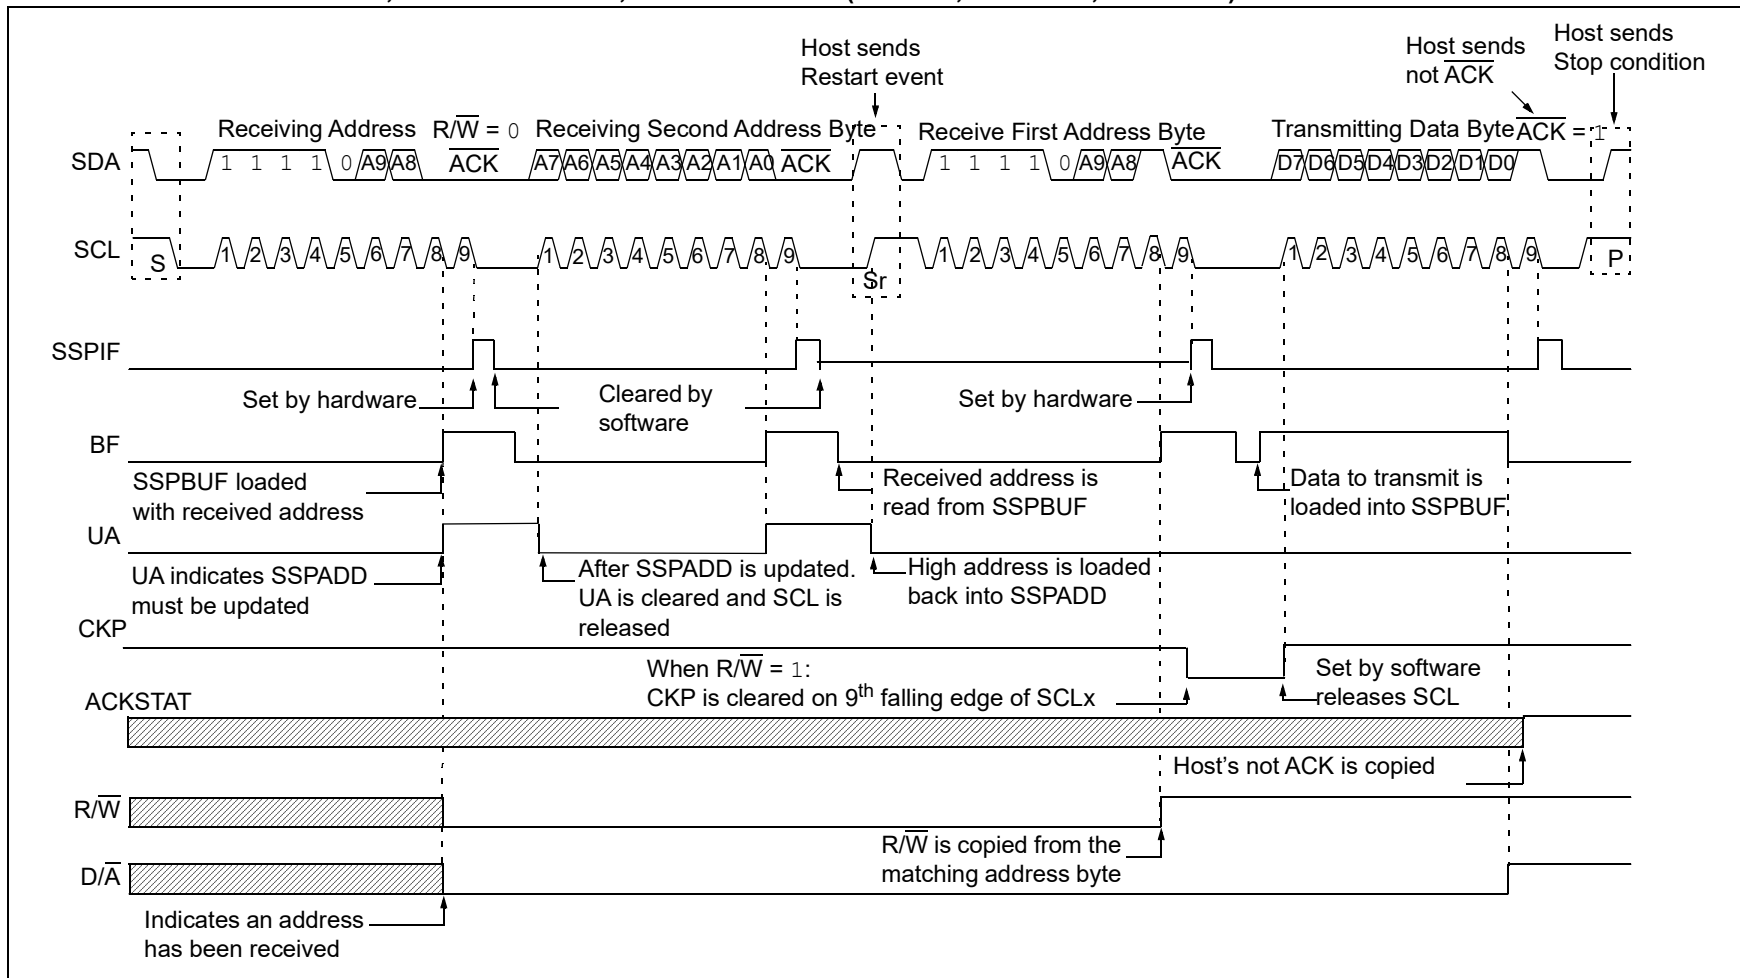 Host sends
Restart event
Host sends
not A̅C̅K̅
Host sends
Stop condition
Receiving Address R/W̅ = 0 Receiving Second Address Byte Receive First Address Byte Transmitting Data Byte A̅C̅K̅ = 1
SDA 1 1 1 1 0 A9 A8 A̅C̅K̅ A7 A6 A5 A4 A3 A2 A1 A0 A̅C̅K̅ 1 1 1 1 0 A9 A8 A̅C̅K̅ D7 D6 D5 D4 D3 D2 D1 D0
SCL S 1 2 3 4 5 6 7 8 9 1 2 3 4 5 6 7 8 9 Sr 1 2 3 4 5 6 7 8 9 1 2 3 4 5 6 7 8 9 P
SSPIF
Set by hardware
Cleared by
software
Set by hardware
BF
SSPBUF loaded
with received address
Received address is
read from SSPBUF
Data to transmit is
loaded into SSPBUF
UA
UA indicates SSPADD
must be updated
After SSPADD is updated.
UA is cleared and SCL is
released
High address is loaded
back into SSPADD
CKP
When R/W̅ = 1:
CKP is cleared on 9th falling edge of SCLx
Set by software
releases SCL
ACKSTAT
Host's not ACK is copied
R/W̅
R/W̅ is copied from the
matching address byte
D/A̅
Indicates an address
has been received